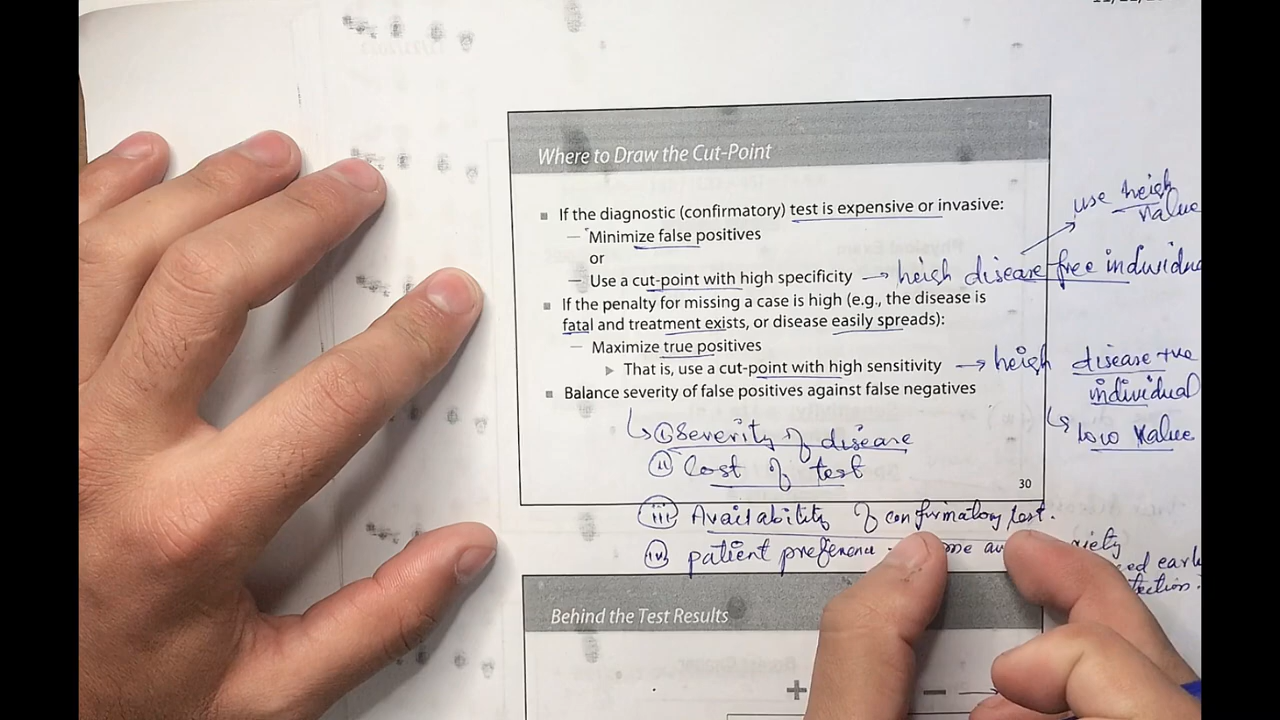 Where to Draw the Cut-Point
If the diagnostic (confirmatory) test is expensive or invasive:
— Minimize false positives
or
— Use a cut-point with high specificity → heigh disease free
use heigh
value
If the penalty for missing a case is high (e.g., the disease is
fatal and treatment exists, or disease easily spreads):
— Maximize true positives
That is, use a cut-point with high sensitivity → heigh disease +ve
individual
low value
Balance severity of false positives against false negatives
(i) Severity of disease
(ii) Cost of test
30
(iii) Availability of confirmatory test.
(iv) patient preference
Behind the Test Results
+ —